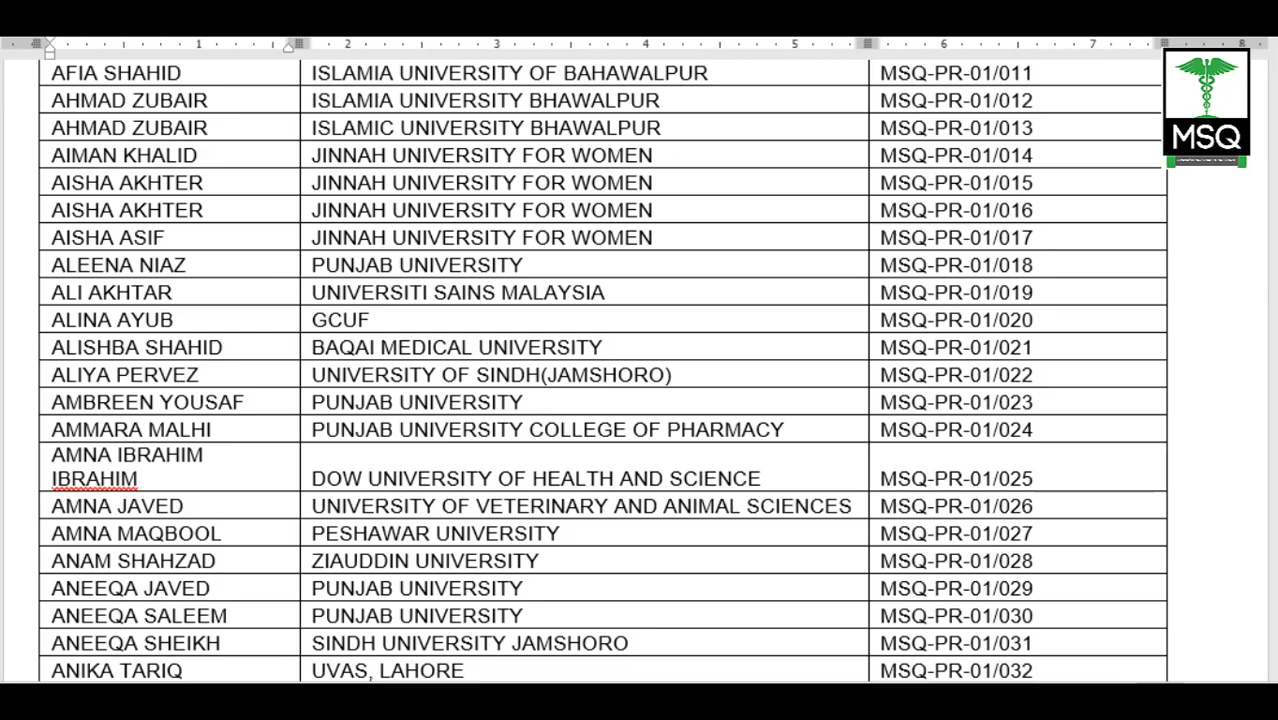 1 2 3 4 5 6 7 8
AFIA SHAHID ISLAMIA UNIVERSITY OF BAHAWALPUR MSQ-PR-01/011
AHMAD ZUBAIR ISLAMIA UNIVERSITY BHAWALPUR MSQ-PR-01/012
AHMAD ZUBAIR ISLAMIC UNIVERSITY BHAWALPUR MSQ-PR-01/013
AIMAN KHALID JINNAH UNIVERSITY FOR WOMEN MSQ-PR-01/014
AISHA AKHTER JINNAH UNIVERSITY FOR WOMEN MSQ-PR-01/015
AISHA AKHTER JINNAH UNIVERSITY FOR WOMEN MSQ-PR-01/016
AISHA ASIF JINNAH UNIVERSITY FOR WOMEN MSQ-PR-01/017
ALEENA NIAZ PUNJAB UNIVERSITY MSQ-PR-01/018
ALI AKHTAR UNIVERSITI SAINS MALAYSIA MSQ-PR-01/019
ALINA AYUB GCUF MSQ-PR-01/020
ALISHBA SHAHID BAQAI MEDICAL UNIVERSITY MSQ-PR-01/021
ALIYA PERVEZ UNIVERSITY OF SINDH(JAMSHORO) MSQ-PR-01/022
AMBREEN YOUSAF PUNJAB UNIVERSITY MSQ-PR-01/023
AMMARA MALHI PUNJAB UNIVERSITY COLLEGE OF PHARMACY MSQ-PR-01/024
AMNA IBRAHIM
IBRAHIM DOW UNIVERSITY OF HEALTH AND SCIENCE MSQ-PR-01/025
AMNA JAVED UNIVERSITY OF VETERINARY AND ANIMAL SCIENCES MSQ-PR-01/026
AMNA MAQBOOL PESHAWAR UNIVERSITY MSQ-PR-01/027
ANAM SHAHZAD ZIAUDDIN UNIVERSITY MSQ-PR-01/028
ANEEQA JAVED PUNJAB UNIVERSITY MSQ-PR-01/029
ANEEQA SALEEM PUNJAB UNIVERSITY MSQ-PR-01/030
ANEEQA SHEIKH SINDH UNIVERSITY JAMSHORO MSQ-PR-01/031
ANIKA TARIQ UVAS, LAHORE MSQ-PR-01/032
MSQ